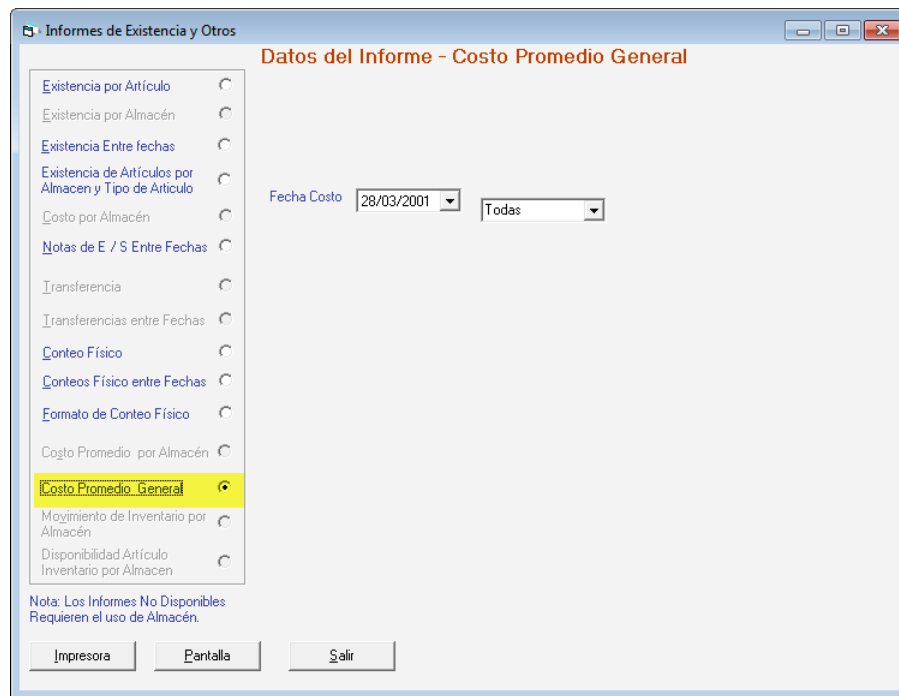 Informes de Existencia y Otros
Datos del Informe - Costo Promedio General
Existencia por Artículo
Existencia por Almacén
Existencia Entre fechas
Existencia de Artículos por
Almacen y Tipo de Articulo
Costo por Almacén
Notas de E / S Entre Fechas
Transferencia
Transferencias entre Fechas
Conteo Físico
Conteos Físico entre Fechas
Formato de Conteo Físico
Costo Promedio por Almacén
Costo Promedio General
Movimiento de Inventario por
Almacén
Disponibilidad Artículo
Inventario por Almacen
Fecha Costo 28/03/2001 Todas
Nota: Los Informes No Disponibles
Requieren el uso de Almacén.
Impresora Pantalla Salir